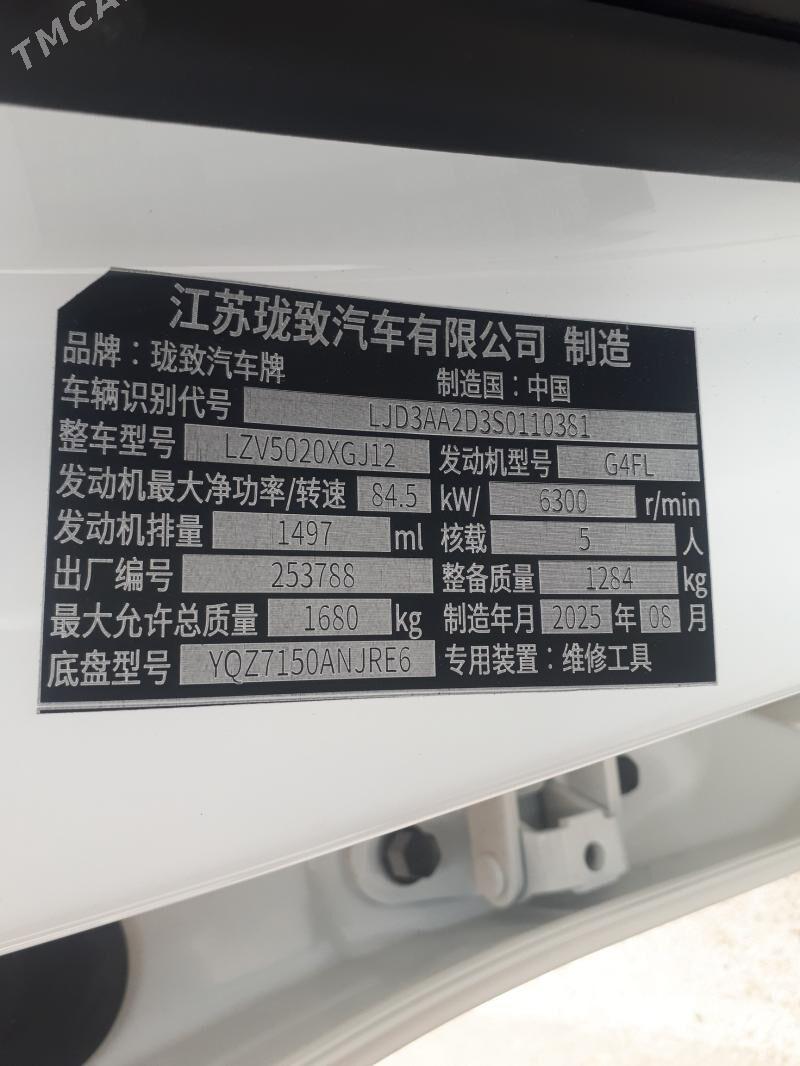 TMCA
江苏珑致汽车有限公司 制造
品牌：珑致汽车牌 制造国：中国
车辆识别代号 LJD3AA2D3S0110381
整车型号 LZV5020XGJ12 发动机型号 G4FL
发动机最大净功率/转速 84.5 kW/ 6300 r/min
发动机排量 1497 ml 核载 5 人
出厂编号 253788 整备质量 1284 kg
最大允许总质量 1680 kg 制造年月 2025 年 08 月
底盘型号 YQZ7150ANJRE6 专用装置：维修工具